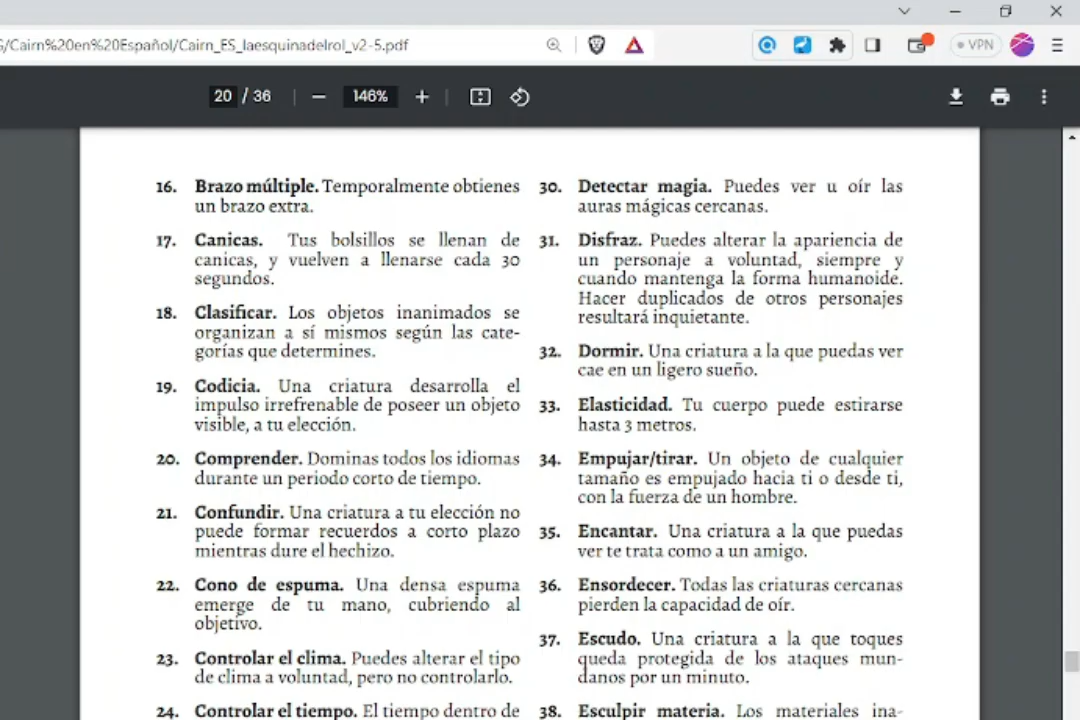 G/Cairn%20en%20Español/Cairn_ES_laesquinadelrol_v2-5.pdf
VPN
20 / 36
146%
16. Brazo múltiple. Temporalmente obtienes
un brazo extra.
17. Canicas. Tus bolsillos se llenan de
canicas, y vuelven a llenarse cada 30
segundos.
18. Clasificar. Los objetos inanimados se
organizan a sí mismos según las cate-
gorías que determines.
19. Codicia. Una criatura desarrolla el
impulso irrefrenable de poseer un objeto
visible, a tu elección.
20. Comprender. Dominas todos los idiomas
durante un periodo corto de tiempo.
21. Confundir. Una criatura a tu elección no
puede formar recuerdos a corto plazo
mientras dure el hechizo.
22. Cono de espuma. Una densa espuma
emerge de tu mano, cubriendo al
objetivo.
23. Controlar el clima. Puedes alterar el tipo
de clima a voluntad, pero no controlarlo.
24. Controlar el tiempo. El tiempo dentro de
30. Detectar magia. Puedes ver u oír las
auras mágicas cercanas.
31. Disfraz. Puedes alterar la apariencia de
un personaje a voluntad, siempre y
cuando mantenga la forma humanoide.
Hacer duplicados de otros personajes
resultará inquietante.
32. Dormir. Una criatura a la que puedas ver
cae en un ligero sueño.
33. Elasticidad. Tu cuerpo puede estirarse
hasta 3 metros.
34. Empujar/tirar. Un objeto de cualquier
tamaño es empujado hacia ti o desde ti,
con la fuerza de un hombre.
35. Encantar. Una criatura a la que puedas
ver te trata como a un amigo.
36. Ensordecer. Todas las criaturas cercanas
pierden la capacidad de oír.
37. Escudo. Una criatura a la que toques
queda protegida de los ataques mun-
danos por un minuto.
38. Esculpir materia. Los materiales ina-